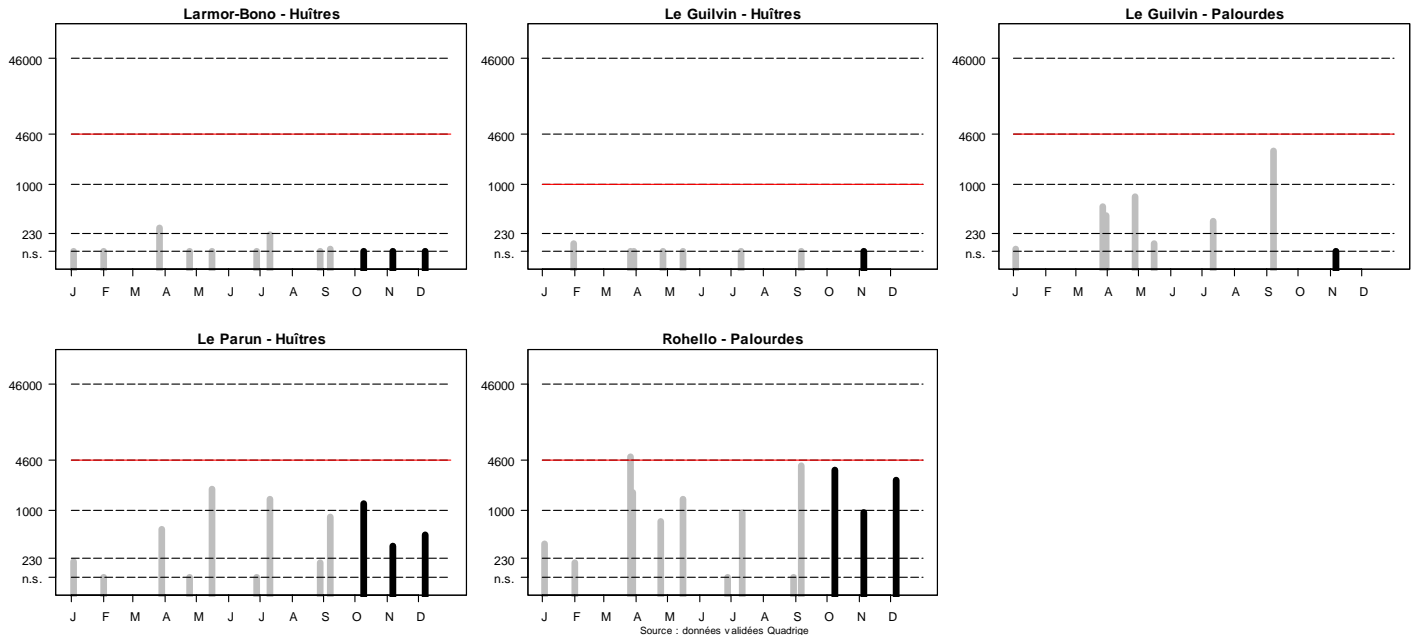 Larmor-Bono - Huîtres
46000
4600
1000
230
n.s.
J F M A M J J A S O N D
Le Guilvin - Huîtres
46000
4600
1000
230
n.s.
J F M A M J J A S O N D
Le Guilvin - Palourdes
46000
4600
1000
230
n.s.
J F M A M J J A S O N D
Le Parun - Huîtres
46000
4600
1000
230
n.s.
J F M A M J J A S O N D
Rohello - Palourdes
46000
4600
1000
230
n.s.
J F M A M J J A S O N D
Source : données validées Quadrige